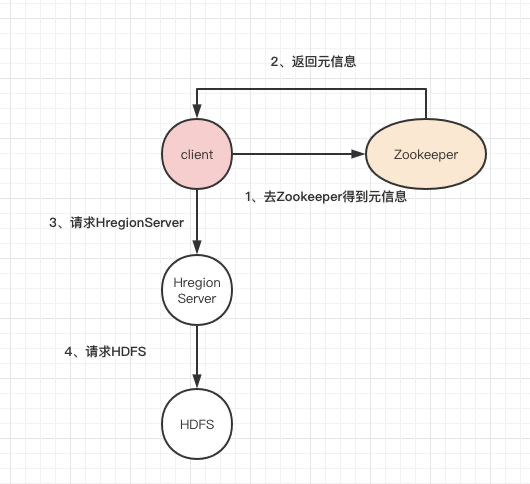 2、返回元信息
client
Zookeeper
1、去Zookeeper得到元信息
3、请求HregionServer
Hregion
Server
4、请求HDFS
HDFS